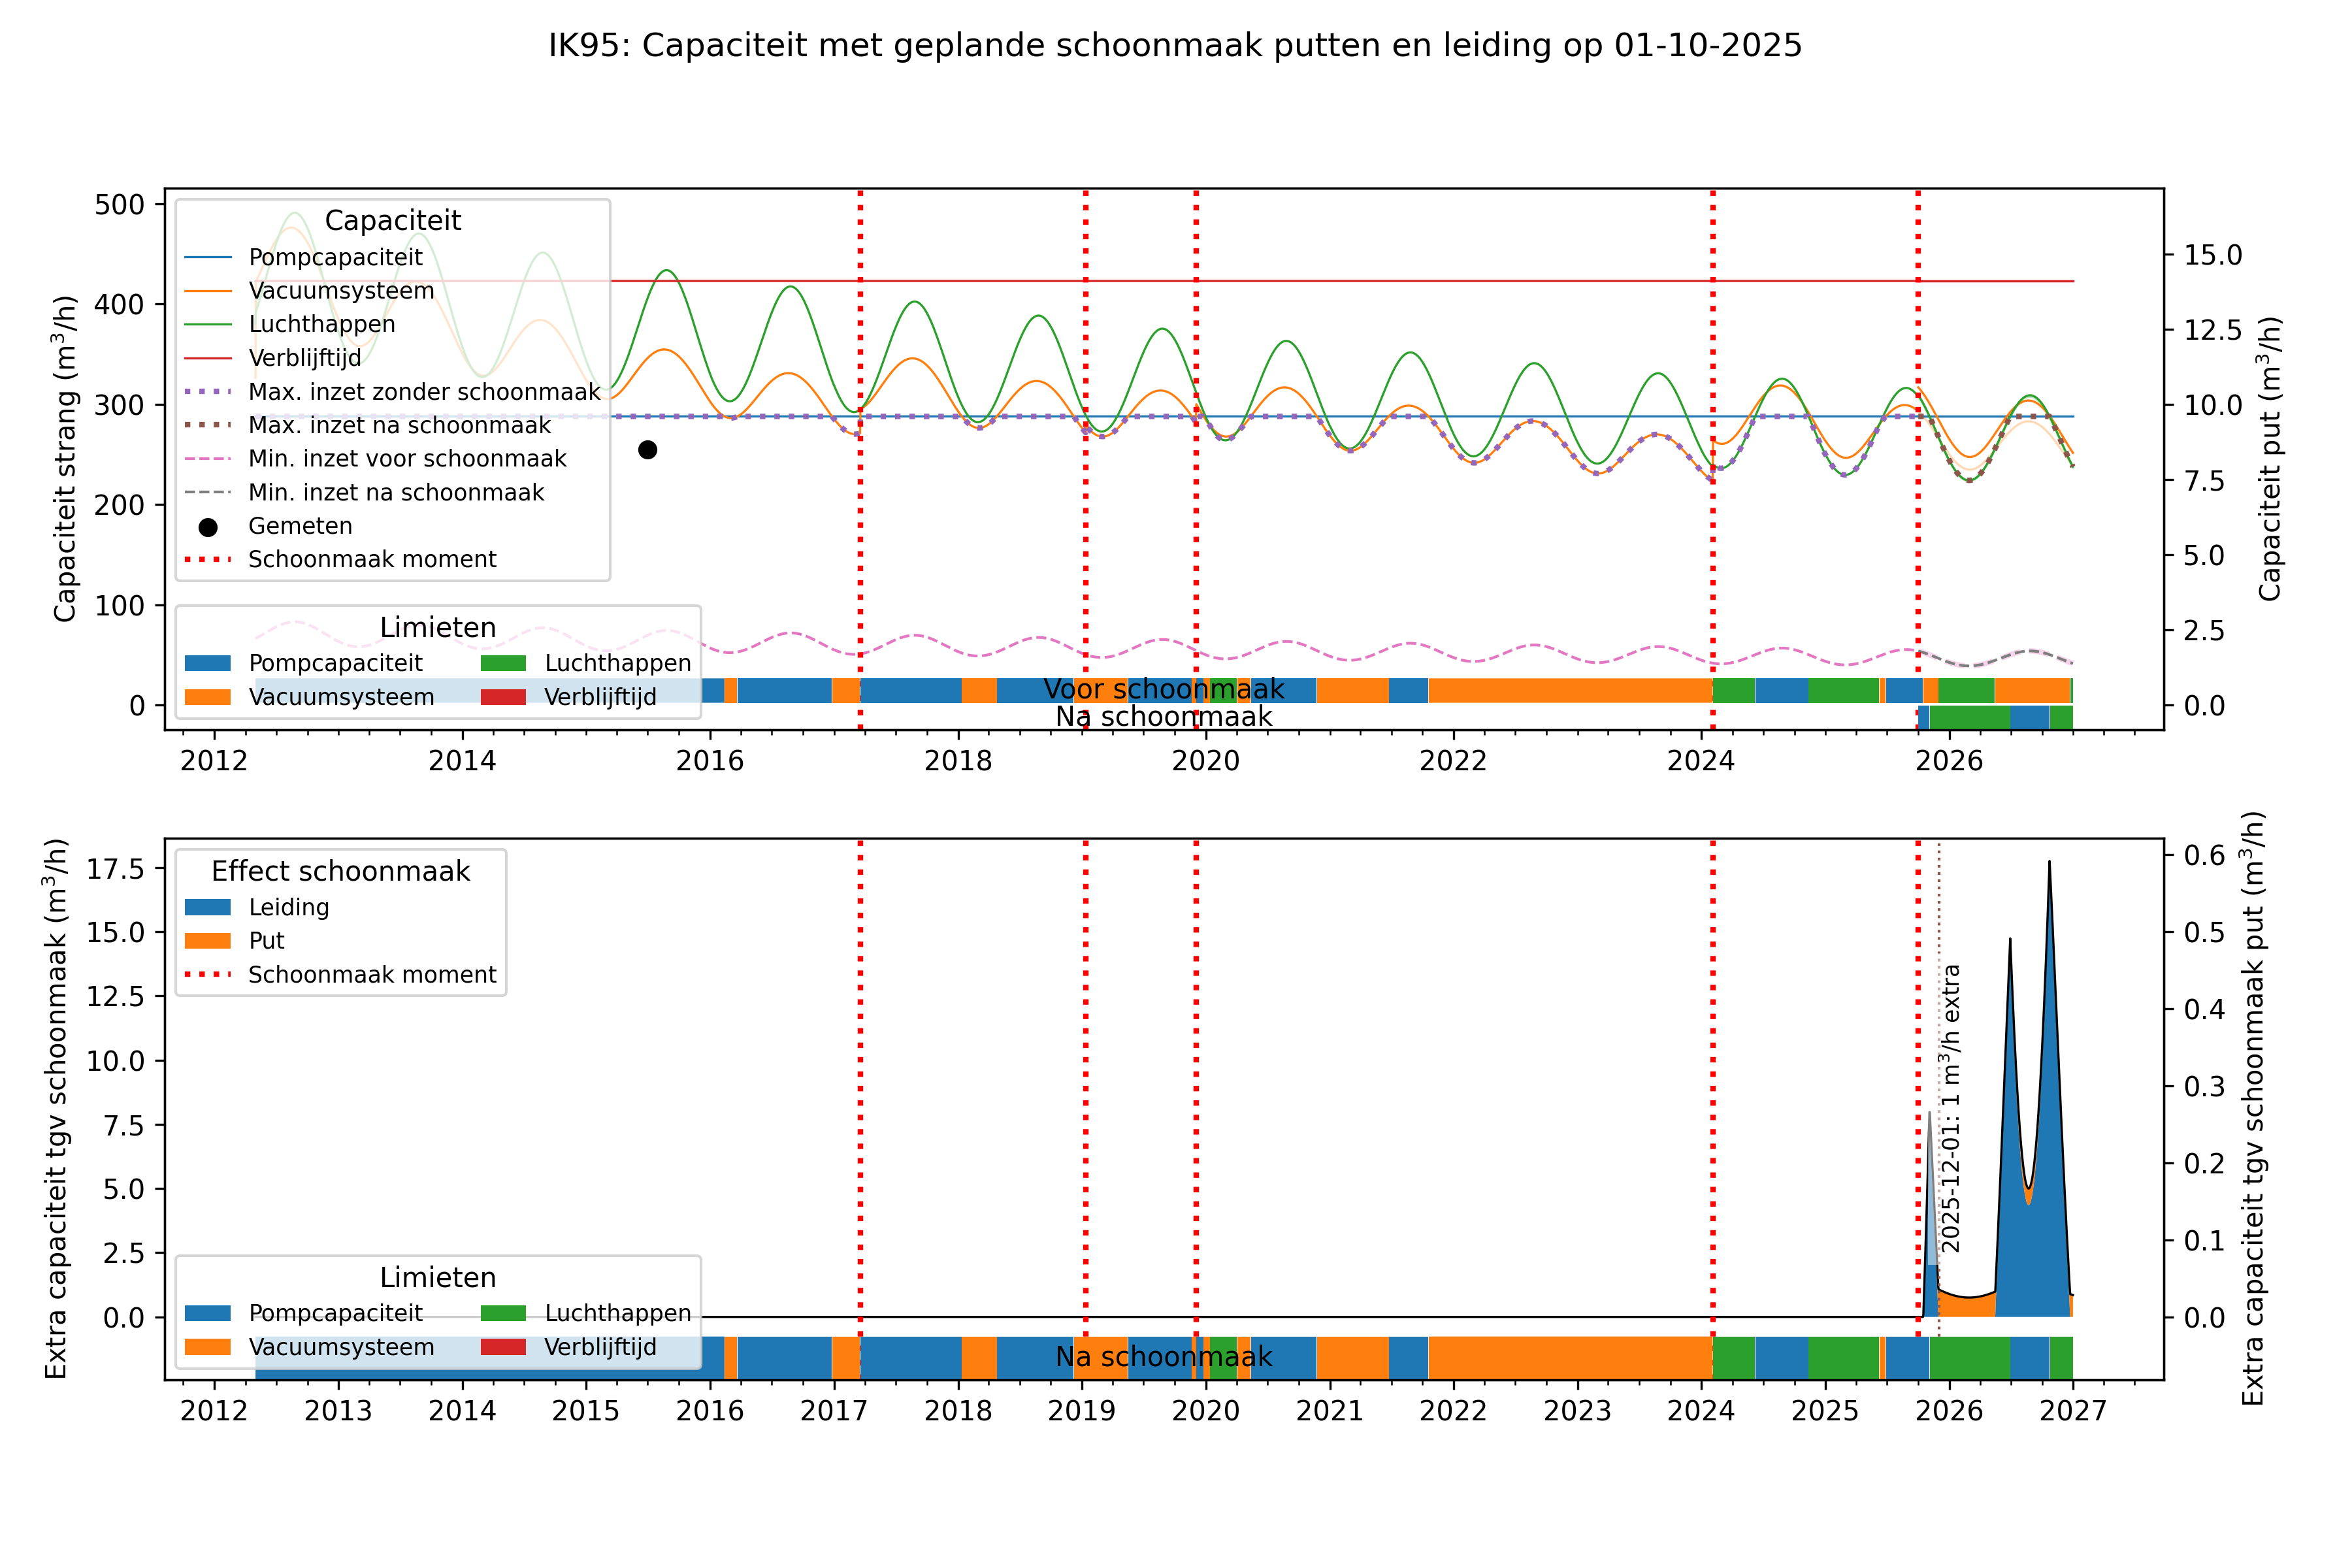 IK95: Capaciteit met geplande schoonmaak putten en leiding op 01-10-2025
Capaciteit strang (m³/h)
500
400
300
200
100
0
Capaciteit
Pompcapaciteit
Vacuumsysteem
Luchthappen
Verblijftijd
Max. inzet zonder schoonmaak
Max. inzet na schoonmaak
Min. inzet voor schoonmaak
Min. inzet na schoonmaak
Gemeten
Schoonmaak moment
Limieten
Pompcapaciteit
Luchthappen
Vacuumsysteem
Verblijftijd
Voor schoonmaak
Na schoonmaak
15.0
12.5
10.0
7.5
5.0
2.5
0.0
Capaciteit put (m³/h)
2012 2014 2016 2018 2020 2022 2024 2026
Extra capaciteit tgv schoonmaak (m³/h)
17.5
15.0
12.5
10.0
7.5
5.0
2.5
0.0
Effect schoonmaak
Leiding
Put
Schoonmaak moment
Limieten
Pompcapaciteit
Luchthappen
Vacuumsysteem
Verblijftijd
Na schoonmaak
2025-12-01: 1 m³/h extra
0.6
0.5
0.4
0.3
0.2
0.1
0.0
Extra capaciteit tgv schoonmaak put (m³/h)
2012 2013 2014 2015 2016 2017 2018 2019 2020 2021 2022 2023 2024 2025 2026 2027